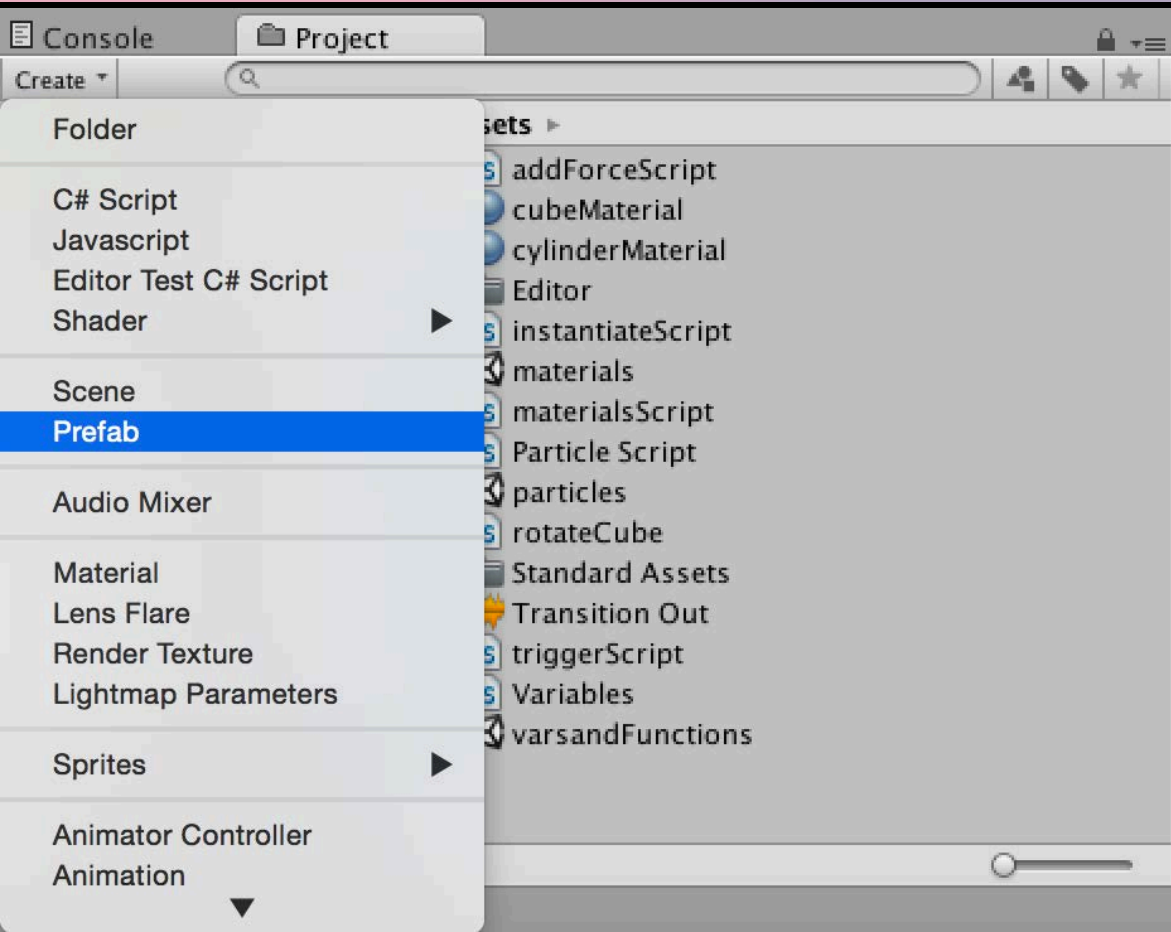 Console
Project
Create
Folder
C# Script
Javascript
Editor Test C# Script
Shader
Scene
Prefab
Audio Mixer
Material
Lens Flare
Render Texture
Lightmap Parameters
Sprites
Animator Controller
Animation
sets
addForceScript
cubeMaterial
cylinderMaterial
Editor
instantiateScript
materials
materialsScript
Particle Script
particles
rotateCube
Standard Assets
Transition Out
triggerScript
Variables
varsandFunctions